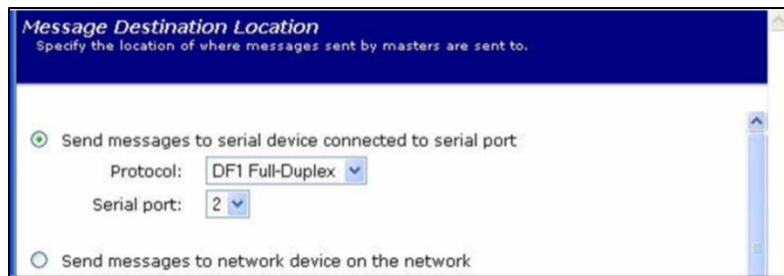 Message Destination Location
Specify the location of where messages sent by masters are sent to.
Send messages to serial device connected to serial port
Protocol: DF1 Full-Duplex
Serial port: 2
Send messages to network device on the network